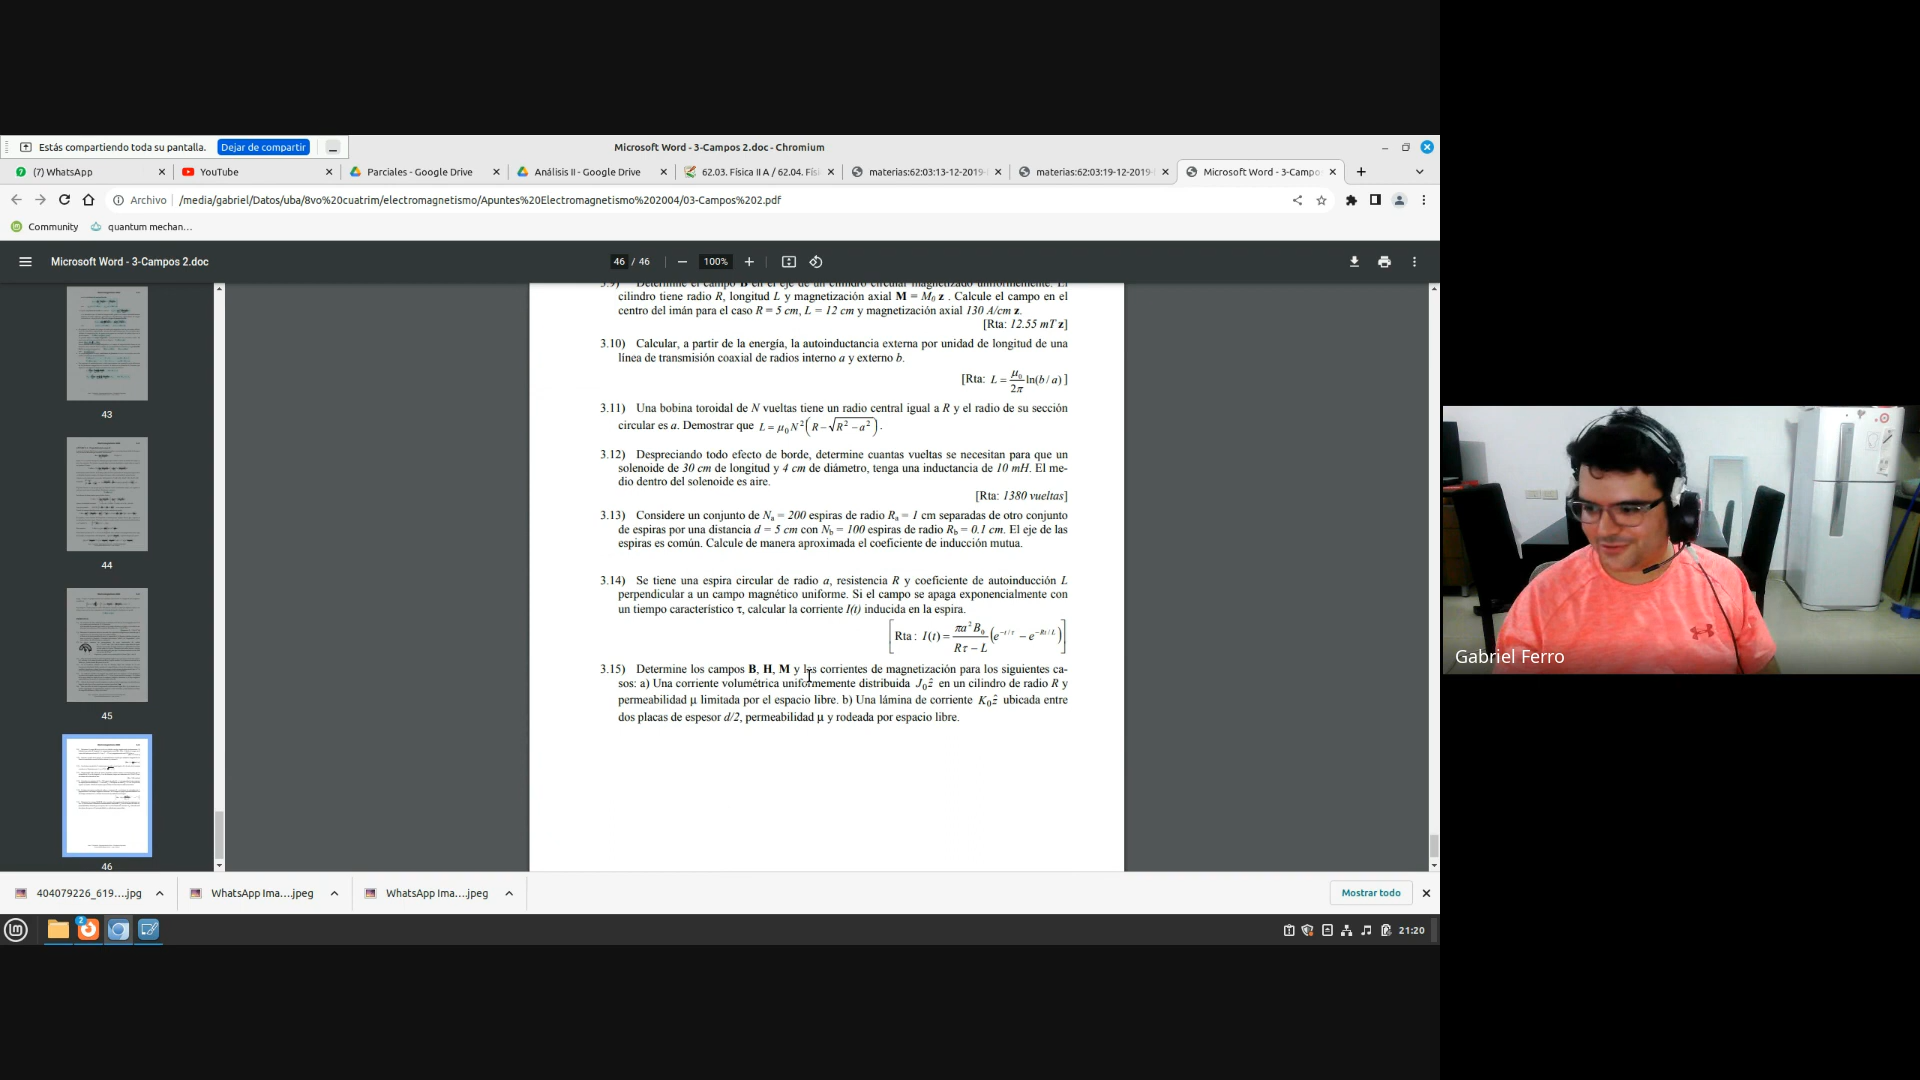 Estás compartiendo toda su pantalla. Dejar de compartir
Microsoft Word - 3-Campos 2.doc - Chromium
(7) WhatsApp
YouTube
Parciales - Google Drive
Análisis II - Google Drive
62.03. Física II A / 62.04. Fís
materias:62:03:13-12-2019-
materias:62:03:19-12-2019-
Microsoft Word - 3-Campo
Archivo /media/gabriel/Datos/uba/8vo%20cuatrim/electromagnetismo/Apuntes%20Electromagnetismo%202004/03-Campos%202.pdf
Community quantum mechan...
Microsoft Word - 3-Campos 2.doc 46 / 46 100%
43
44
45
46
3.9) Determine el campo B en el eje de un cilindro circular magnetizado uniformemente. El
cilindro tiene radio R, longitud L y magnetización axial M = M₀ z . Calcule el campo en el
centro del imán para el caso R = 5 cm, L = 12 cm y magnetización axial 130 A/cm z.
[Rta: 12.55 mT z]
3.10) Calcular, a partir de la energía, la autoinductancia externa por unidad de longitud de una
línea de transmisión coaxial de radios interno a y externo b.
[Rta: L = μ₀/2π ln(b/a) ]
3.11) Una bobina toroidal de N vueltas tiene un radio central igual a R y el radio de su sección
circular es a. Demostrar que L = μ₀N²(R−√R²−a²).
3.12) Despreciando todo efecto de borde, determine cuantas vueltas se necesitan para que un
solenoide de 30 cm de longitud y 4 cm de diámetro, tenga una inductancia de 10 mH. El me-
dio dentro del solenoide es aire.
[Rta: 1380 vueltas]
3.13) Considere un conjunto de Nₐ = 200 espiras de radio Rₐ = 1 cm separadas de otro conjunto
de espiras por una distancia d = 5 cm con N_b = 100 espiras de radio R_b = 0.1 cm. El eje de las
espiras es común. Calcule de manera aproximada el coeficiente de inducción mutua.
3.14) Se tiene una espira circular de radio a, resistencia R y coeficiente de autoinducción L
perpendicular a un campo magnético uniforme. Si el campo se apaga exponencialmente con
un tiempo característico τ, calcular la corriente I(t) inducida en la espira.
[Rta : I(t) = πa²B₀/Rτ − L (e^−t/τ − e^−Rt/L)]
3.15) Determine los campos B, H, M y las corrientes de magnetización para los siguientes ca-
sos: a) Una corriente volumétrica uniformemente distribuida J₀ẑ en un cilindro de radio R y
permeabilidad μ limitada por el espacio libre. b) Una lámina de corriente K₀ẑ ubicada entre
dos placas de espesor d/2, permeabilidad μ y rodeada por espacio libre.
404079226_619....jpg
WhatsApp Ima....jpeg
WhatsApp Ima....jpeg
Mostrar todo
2
21:20
Gabriel Ferro